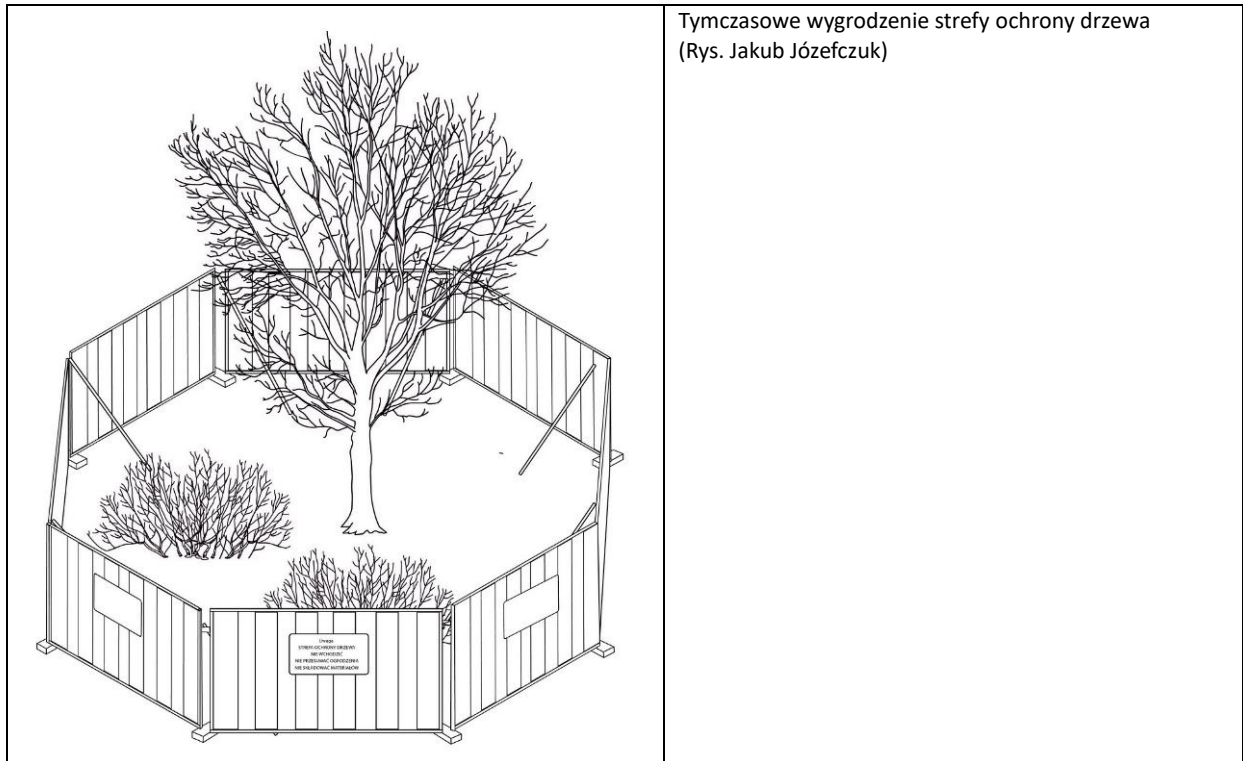 Tymczasowe wygrodzenie strefy ochrony drzewa
(Rys. Jakub Józefczuk)
Uwaga
STREFA OCHRONY DRZEWA
NIE WCHODZIĆ
NIE PRZESUWAĆ OGRODZENIA
NIE SKŁADOWAĆ MATERIAŁÓW